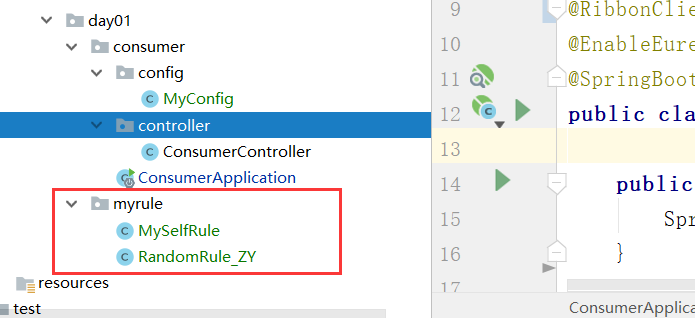 day01
consumer
config
MyConfig
controller
ConsumerController
ConsumerApplication
myrule
MySelfRule
RandomRule_ZY
resources
test
9 @RibbonClie
10 @EnableEure
11 @SpringBoot
12 public cla
13
14 public
15 Spr
16 }
17
ConsumerApplica